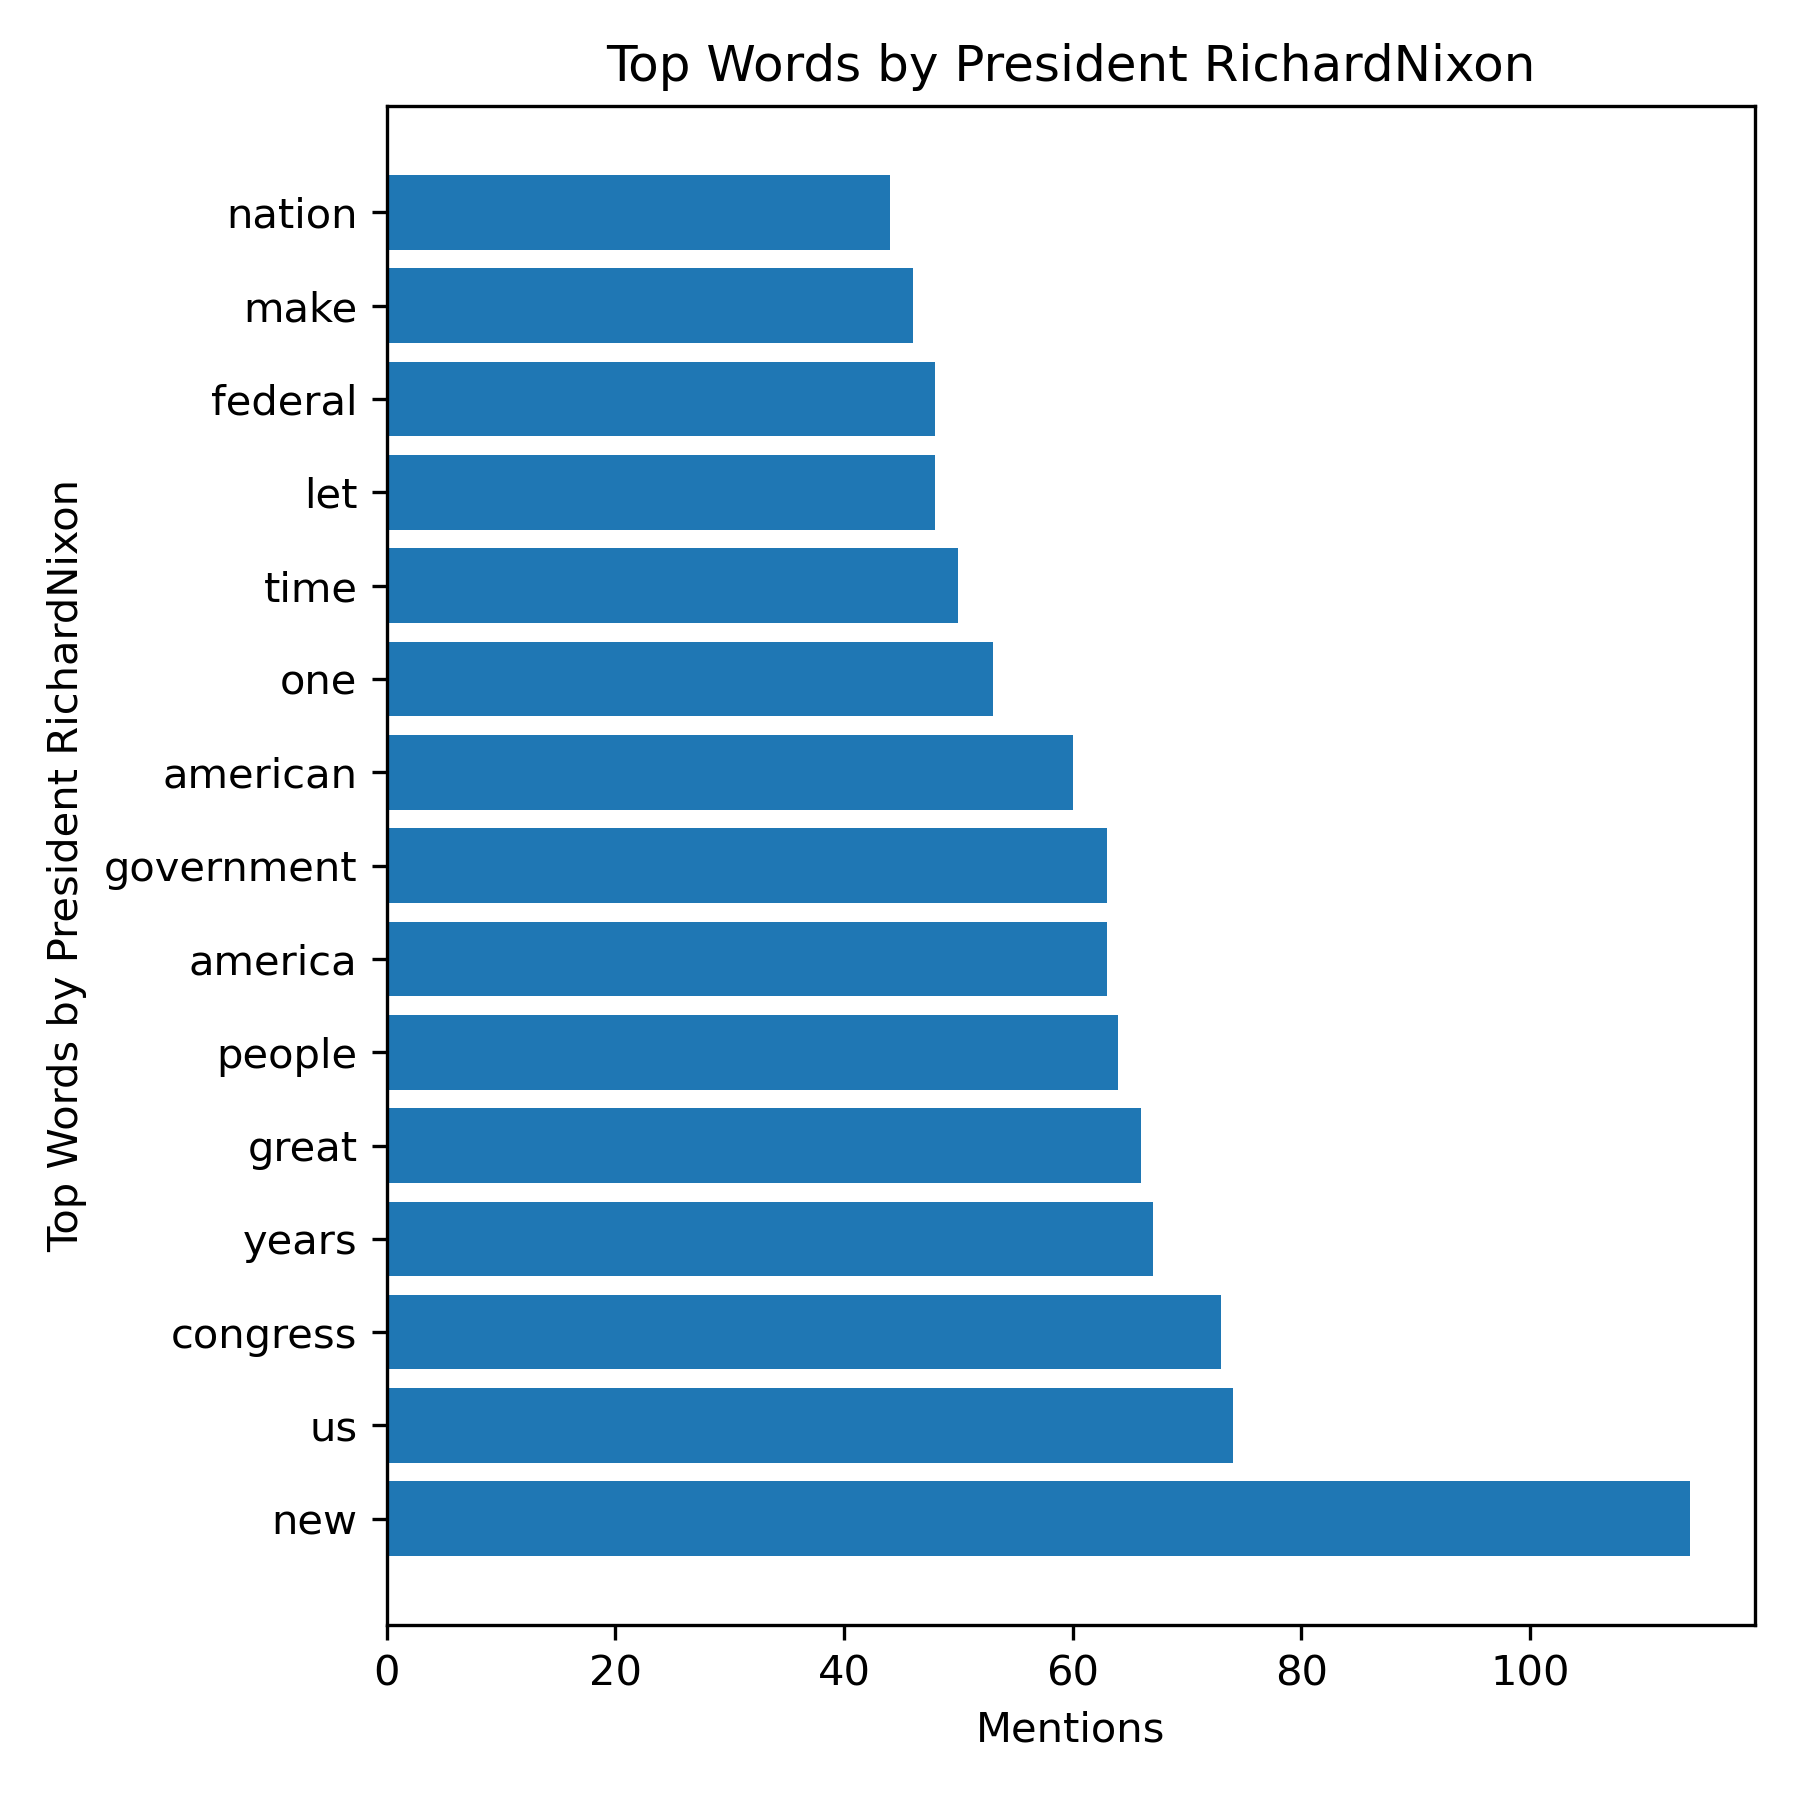 Top Words by President RichardNixon
Top Words by President RichardNixon
nation
make
federal
let
time
one
american
government
america
people
great
years
congress
us
new
0 20 40 60 80 100
Mentions